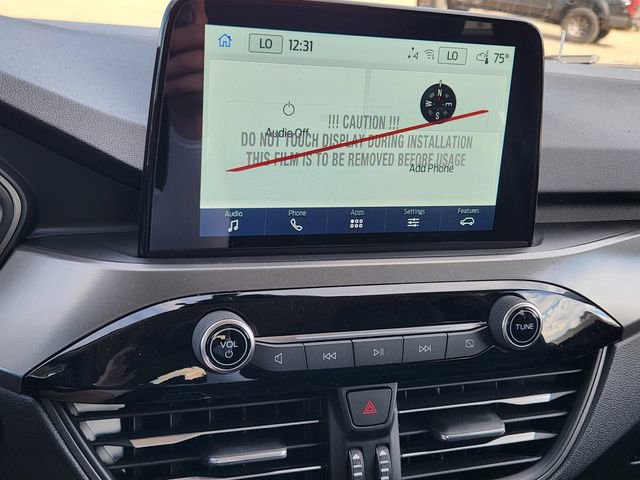 LO 12:31 LO 75°
N
W E
S
!!! CAUTION !!!
Audio Off
DO NOT TOUCH DISPLAY DURING INSTALLATION
THIS FILM IS TO BE REMOVED BEFORE USAGE
Add Phone
Audio Phone Apps Settings Features
VOL
TUNE